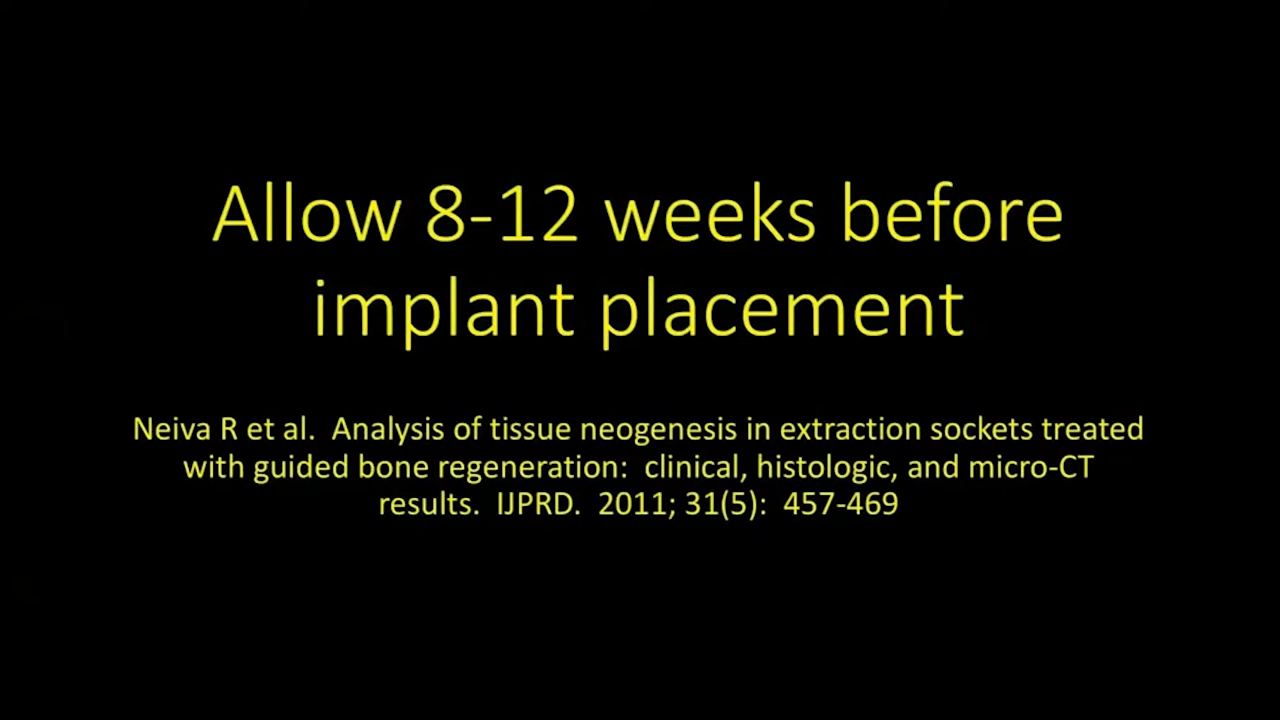 Allow 8-12 weeks before
implant placement
Neiva R et al.  Analysis of tissue neogenesis in extraction sockets treated
with guided bone regeneration:  clinical, histologic, and micro-CT
results.  IJPRD.  2011; 31(5):  457-469